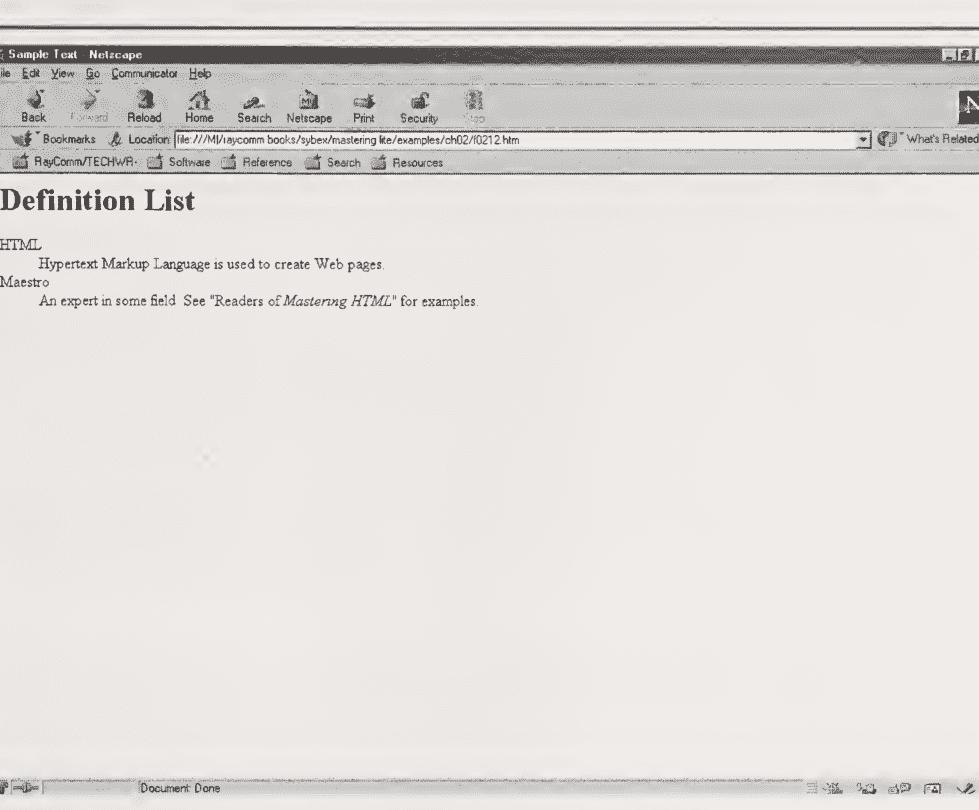 Sample Text Netscape
ile Edit View Go Communicator Help
Back Forward Reload Home Search Netscape Print Security Stop
Bookmarks Location: file:///M|/raycomm books/sybex/mastering lite/examples/ch02/f0212.htm What's Related
RayComm/TECHWR- Software Reference Search Resources
Definition List
HTML
Hypertext Markup Language is used to create Web pages.
Maestro
An expert in some field See "Readers of Mastering HTML" for examples.
Document: Done